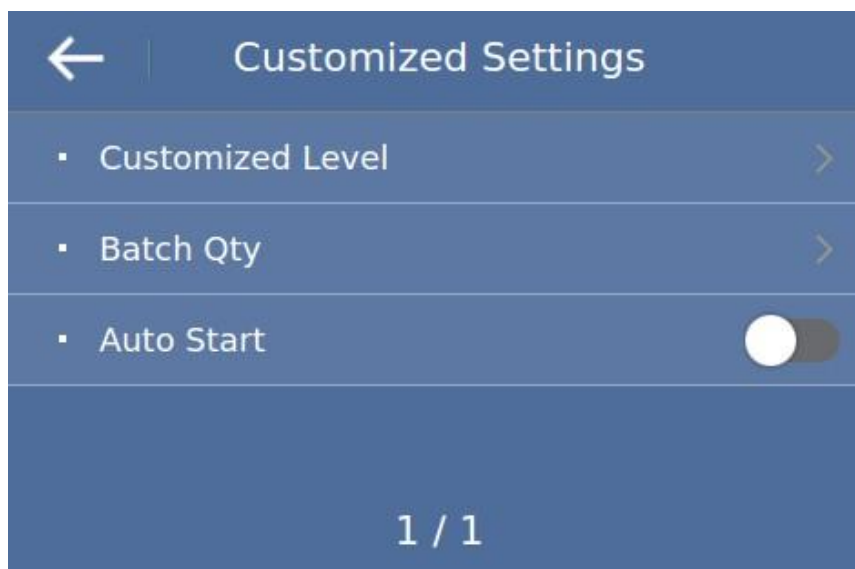 Customized Settings
Customized Level
Batch Qty
Auto Start
1 / 1